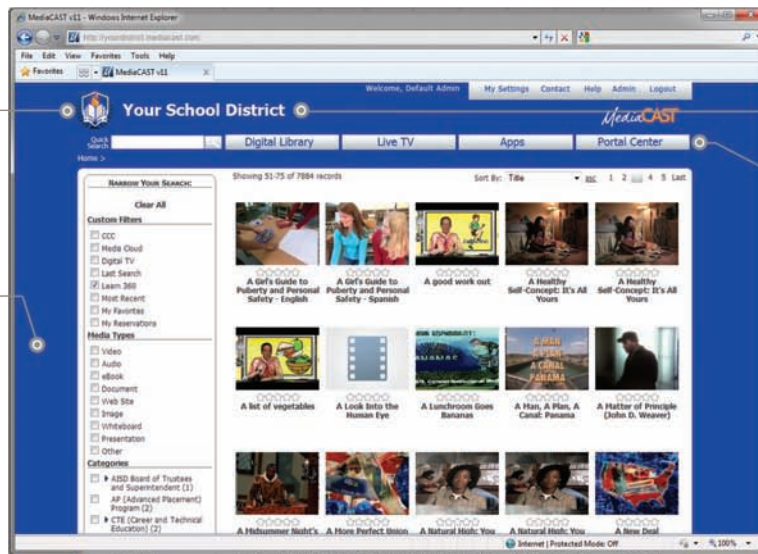 MediaCAST v11 - Windows Internet Explorer
http://yourdistrict.mediacast.com/
File Edit View Favorites Tools Help
Favorites
MediaCAST v11
Welcome, Default Admin
My Settings Contact Help Admin Logout
Your School District
MediaCAST
Quick Search
Digital Library
Live TV
Apps
Portal Center
Home >
NARROW YOUR SEARCH:
Clear All
Custom Filters
CCC
Media Cloud
Digital TV
Last Search
Learn 360
Most Recent
My Favorites
My Reservations
Media Types
Video
Audio
eBook
Document
Web Site
Image
Whiteboard
Presentation
Other
Categories
AISD Board of Trustees
and Superintendent (1)
AP (Advanced Placement)
Program (2)
CTE (Career and Technical
Education) (2)
Showing 51-75 of 7884 records
Sort By: Title
asc 1 2 4 5 Last
A Girl's Guide to
Puberty and Personal
Safety - English
A Girl's Guide to
Puberty and Personal
Safety - Spanish
A good work out
A Healthy
Self-Concept: It's All
Yours
A Healthy
Self-Concept: It's All
Yours
A MAN
A PLAN
A CANAL
PANAMA
A list of vegetables
A Look Into the
Human Eye
A Lunchroom Goes
Bananas
A Man, A Plan, A
Canal: Panama
A Matter of Principle
(John D. Weaver)
A Midsummer Night's
A More Perfect Union
A Natural High: You
A Natural High: You
A New Deal
Internet | Protected Mode: Off
100%